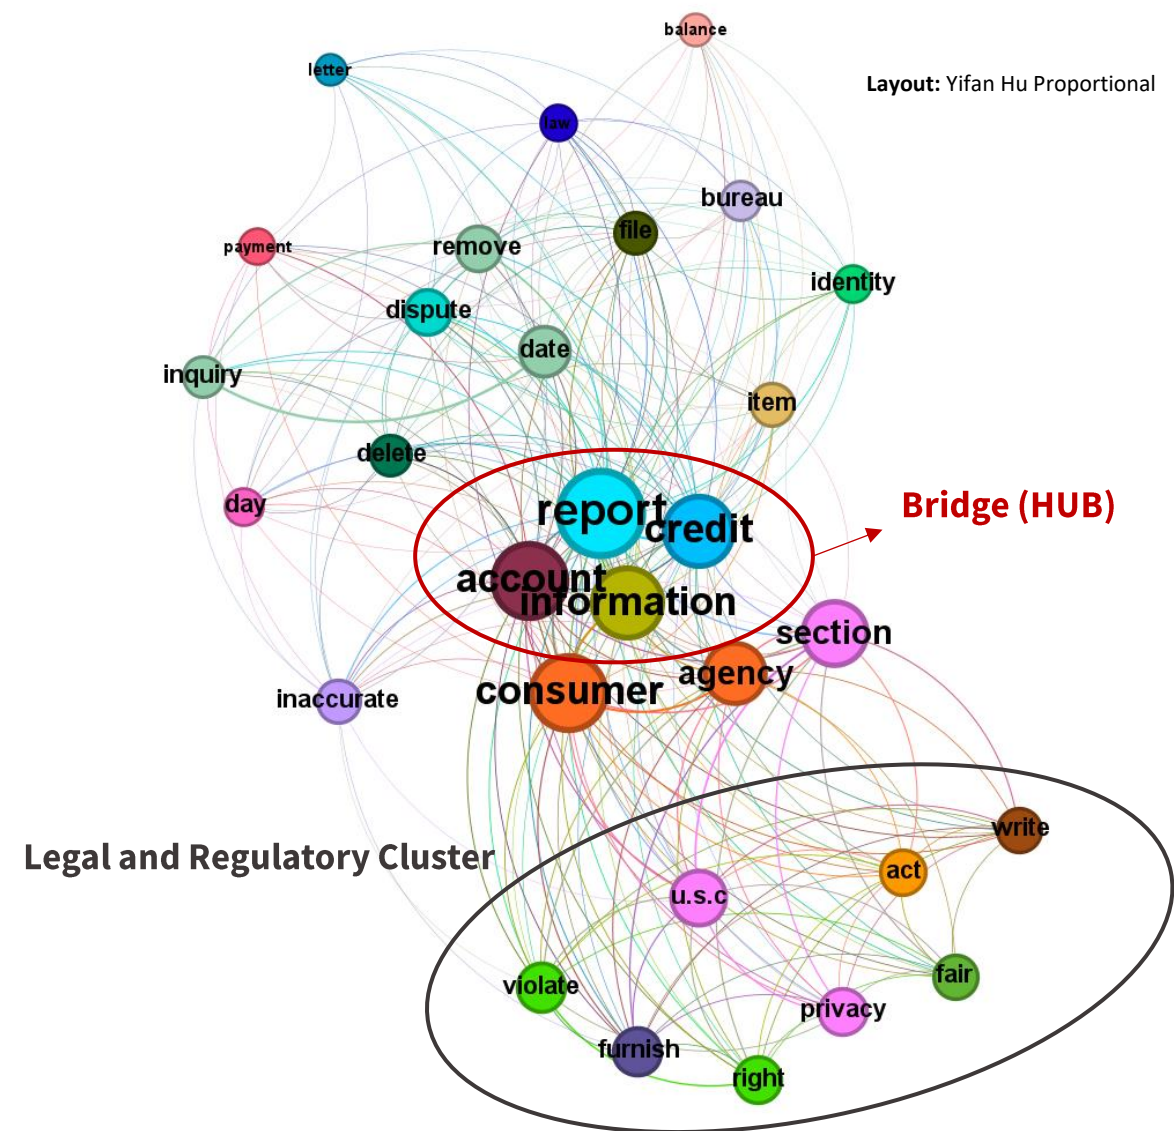 balance
letter
Layout: Yifan Hu Proportional
law
bureau
file
payment
remove
identity
dispute
date
inquiry
item
delete
day
report
credit
Bridge (HUB)
account
information
section
agency
consumer
inaccurate
write
Legal and Regulatory Cluster
act
u.s.c
fair
violate
privacy
furnish
right